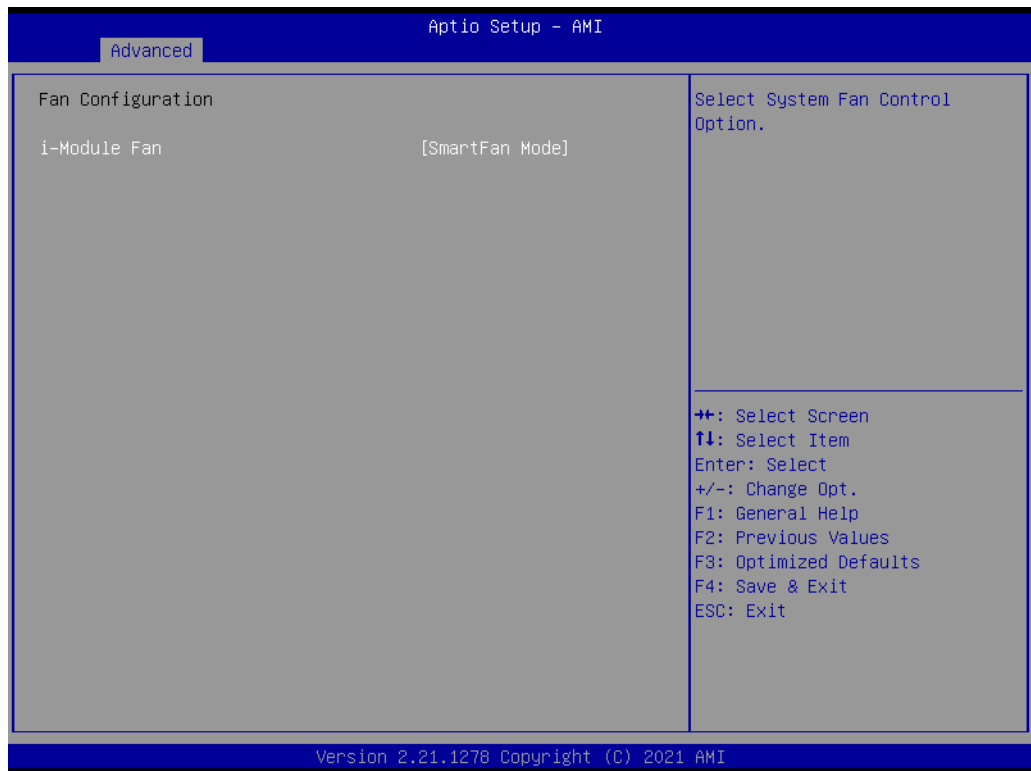 Aptio Setup – AMI
Advanced
Fan Configuration
i-Module Fan [SmartFan Mode]
Select System Fan Control
Option.
→←: Select Screen
↑↓: Select Item
Enter: Select
+/-: Change Opt.
F1: General Help
F2: Previous Values
F3: Optimized Defaults
F4: Save & Exit
ESC: Exit
Version 2.21.1278 Copyright (C) 2021 AMI